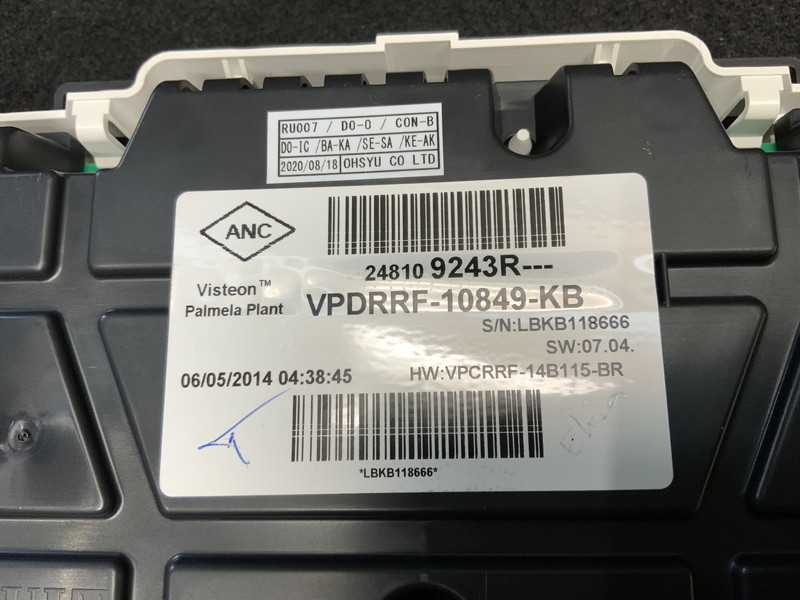 RU007 / DO-O / CON-B
DO-IC /BA-KA /SE-SA /KE-AK
2020/08/18 OHSYU CO LTD
ANC
24810 9243R---
Visteon™
Palmela Plant
VPDRRF-10849-KB
S/N:LBKB118666
SW:07.04.
06/05/2014 04:38:45
HW:VPCRRF-14B115-BR
*LBKB118666*